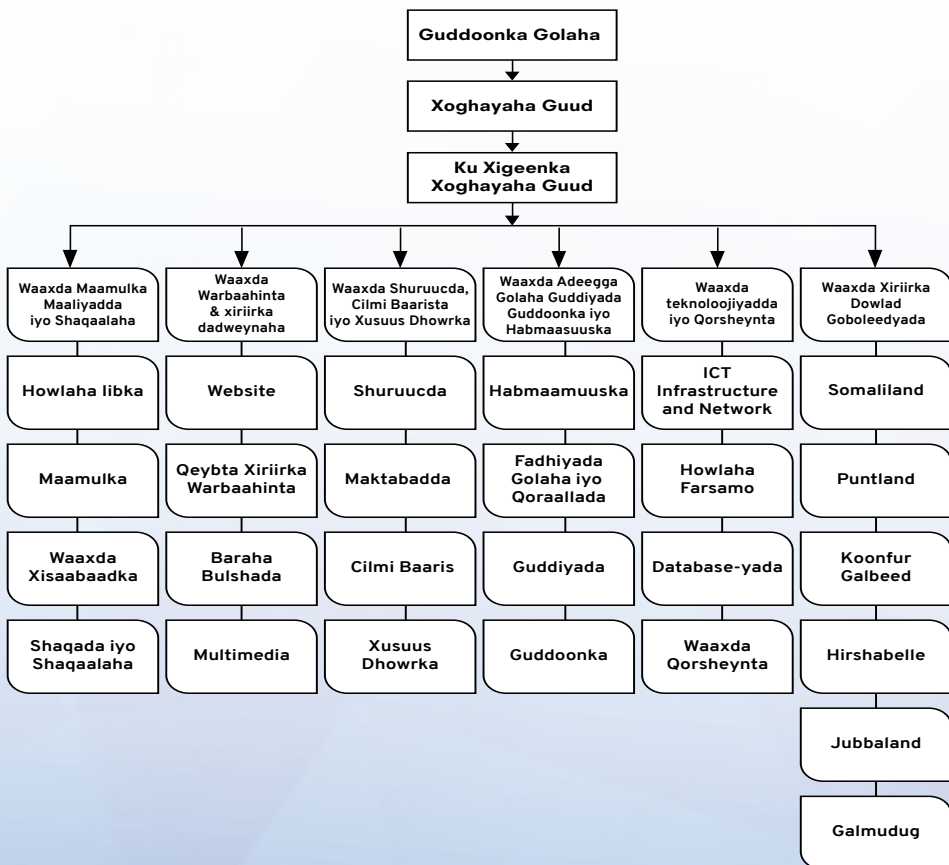 Guddoonka Golaha
Xoghayaha Guud
Ku Xigeenka
Xoghayaha Guud
Waaxda Maamulka
Maaliyadda
iyo Shaqaalaha
Howlaha Iibka
Maamulka
Waaxda
Xisaabaadka
Shaqada iyo
Shaqaalaha
Waaxda
Warbaahinta
& xiriirka
dadweynaha
Website
Qeybta Xiriirka
Warbaahinta
Baraha
Bulshada
Multimedia
Waaxda Shuruucda,
Cilmi Baarista
iyo Xusuus Dhowrka
Shuruucda
Maktabadda
Cilmi Baaris
Xusuus
Dhowrka
Waaxda Adeegga
Golaha Guddiyada
Guddoonka iyo
Habmaasuuska
Habmaamuuska
Fadhiyada
Golaha iyo
Qoraallada
Guddiyada
Guddoonka
Waaxda
teknoloojiyadda
iyo Qorsheynta
ICT
Infrastructure
and Network
Howlaha
Farsamo
Database-yada
Waaxda
Qorsheynta
Waaxda Xiriirka
Dowlad
Goboleedyada
Somaliland
Puntland
Koonfur
Galbeed
Hirshabelle
Jubbaland
Galmudug